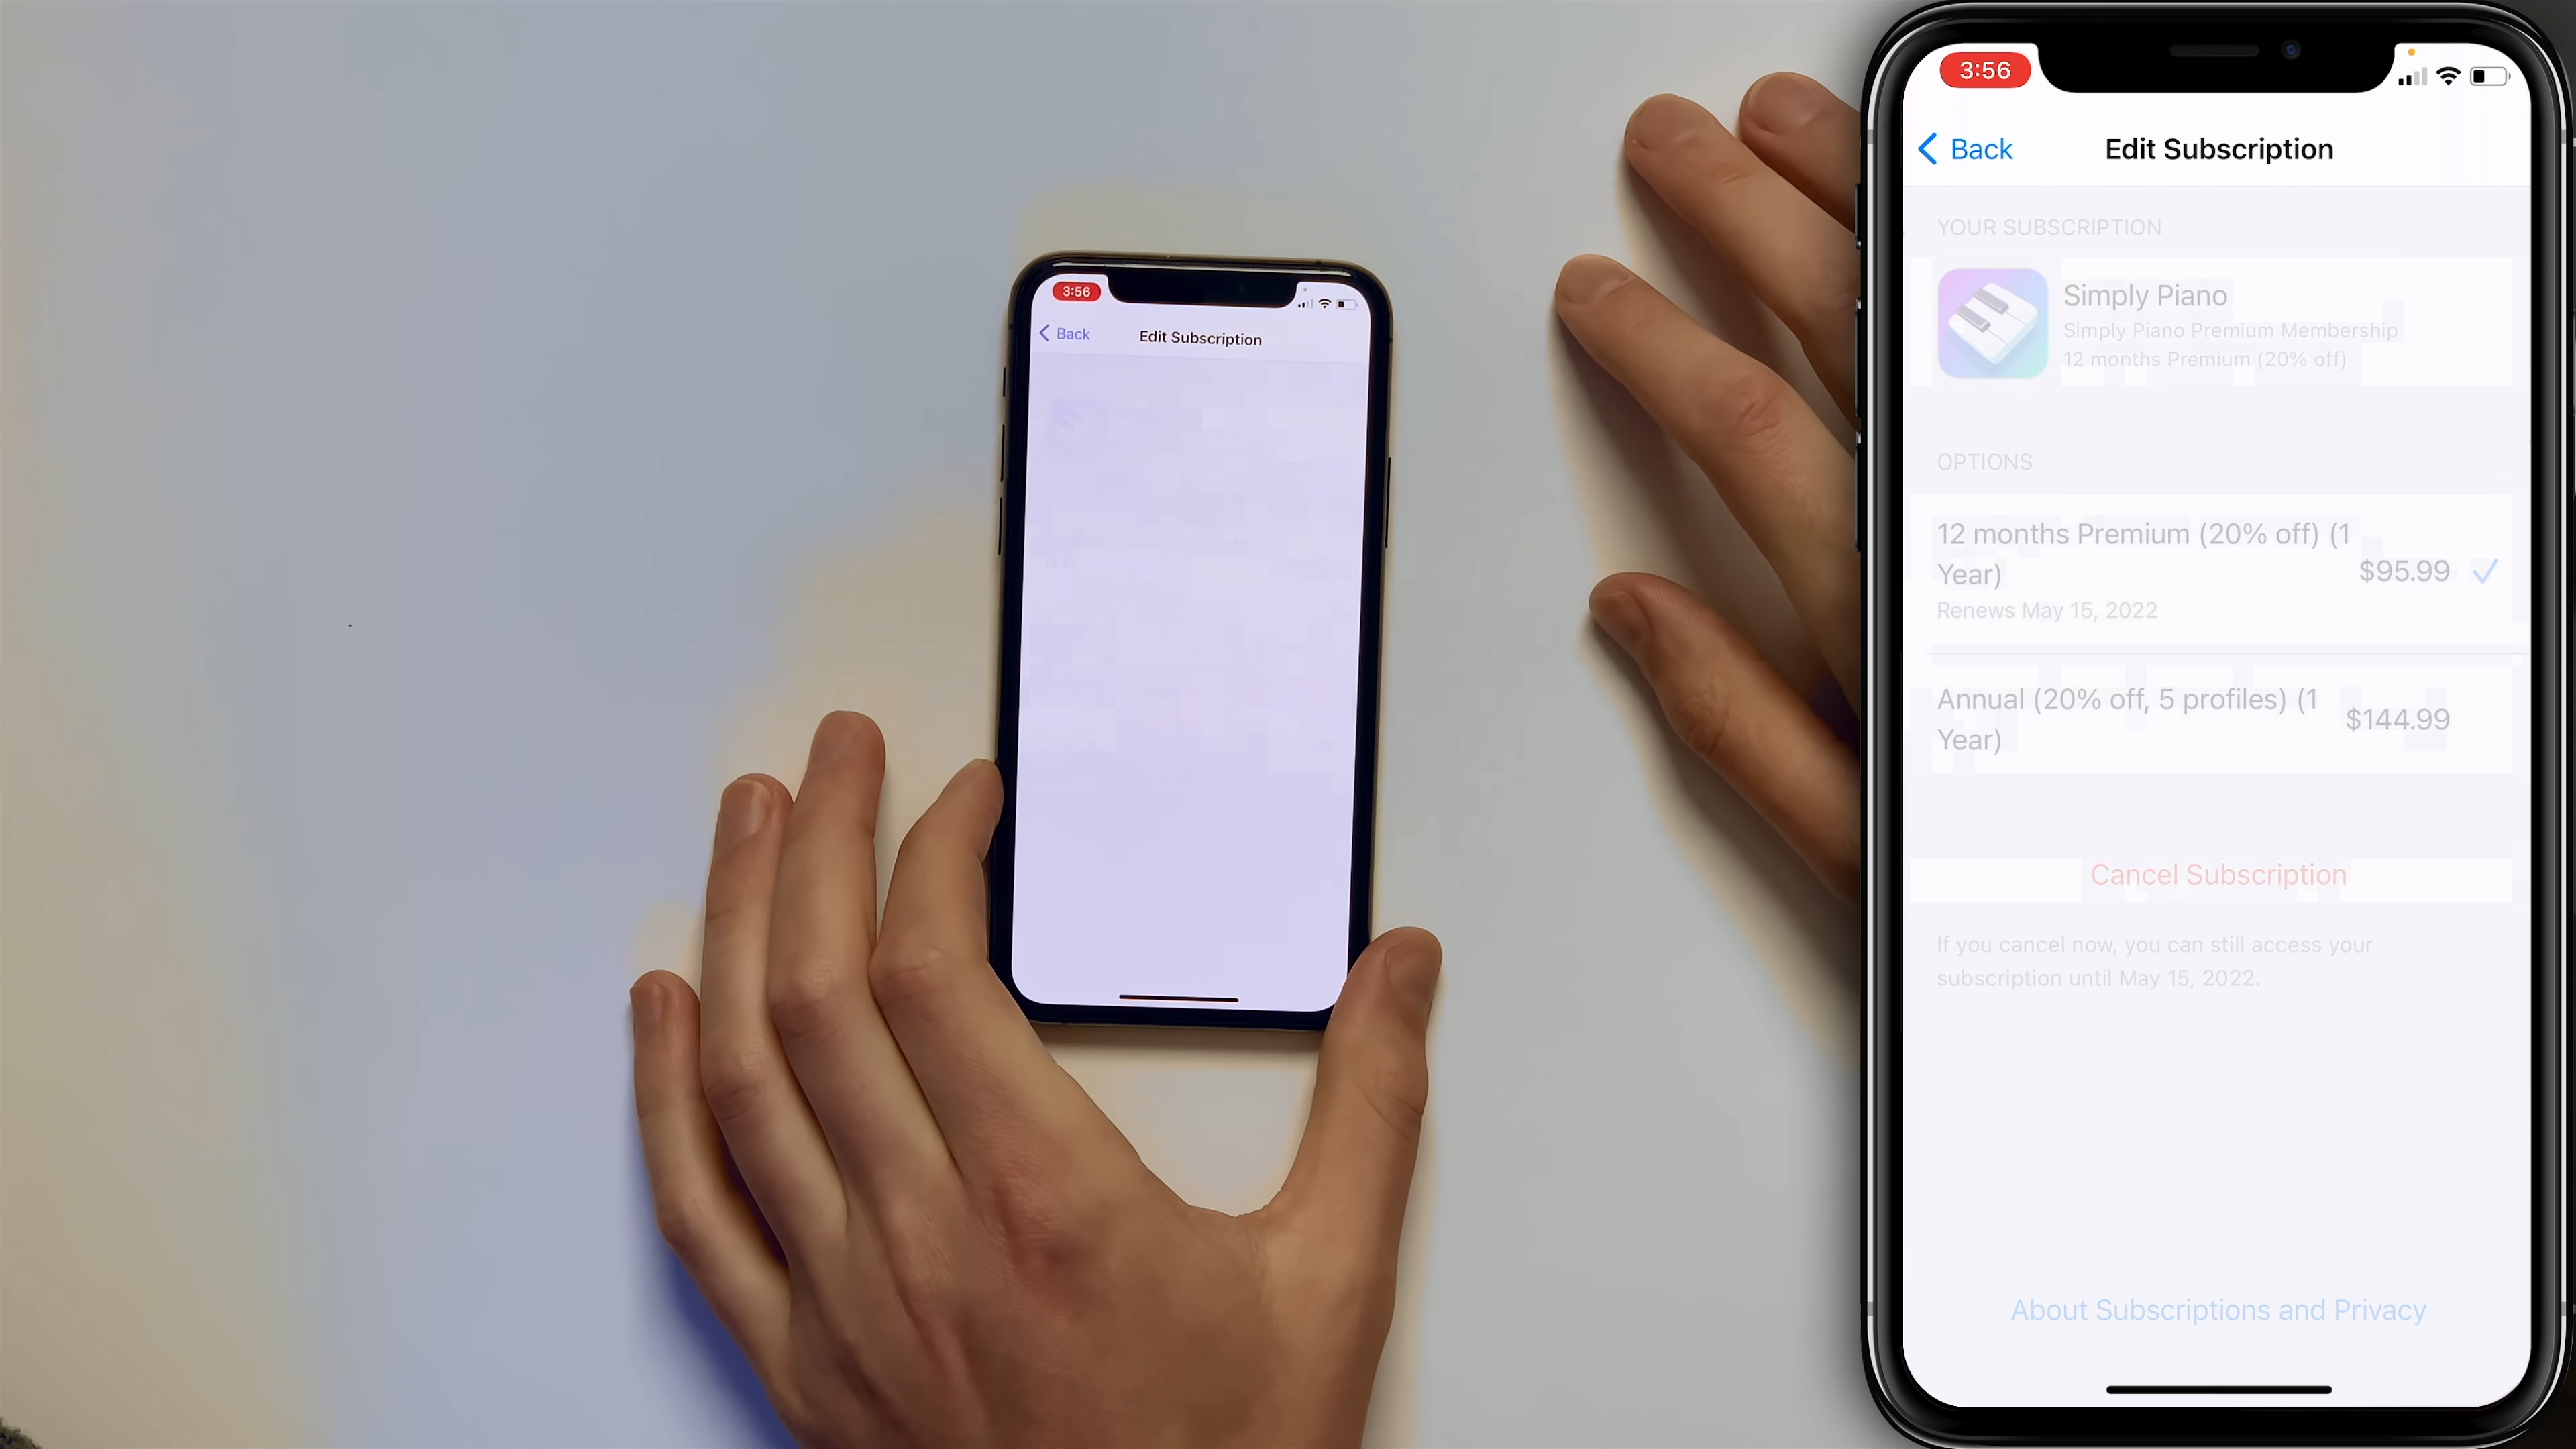 3:56
Back
Edit Subscription
3:56
Back
Edit Subscription
YOUR SUBSCRIPTION
Simply Piano
Simply Piano Premium Membership
12 months Premium (20% off)
OPTIONS
12 months Premium (20% off) (1
Year)
$95.99
Renews May 15, 2022
Annual (20% off, 5 profiles) (1
Year)
$144.99
Cancel Subscription
If you cancel now, you can still access your
subscription until May 15, 2022.
About Subscriptions and Privacy